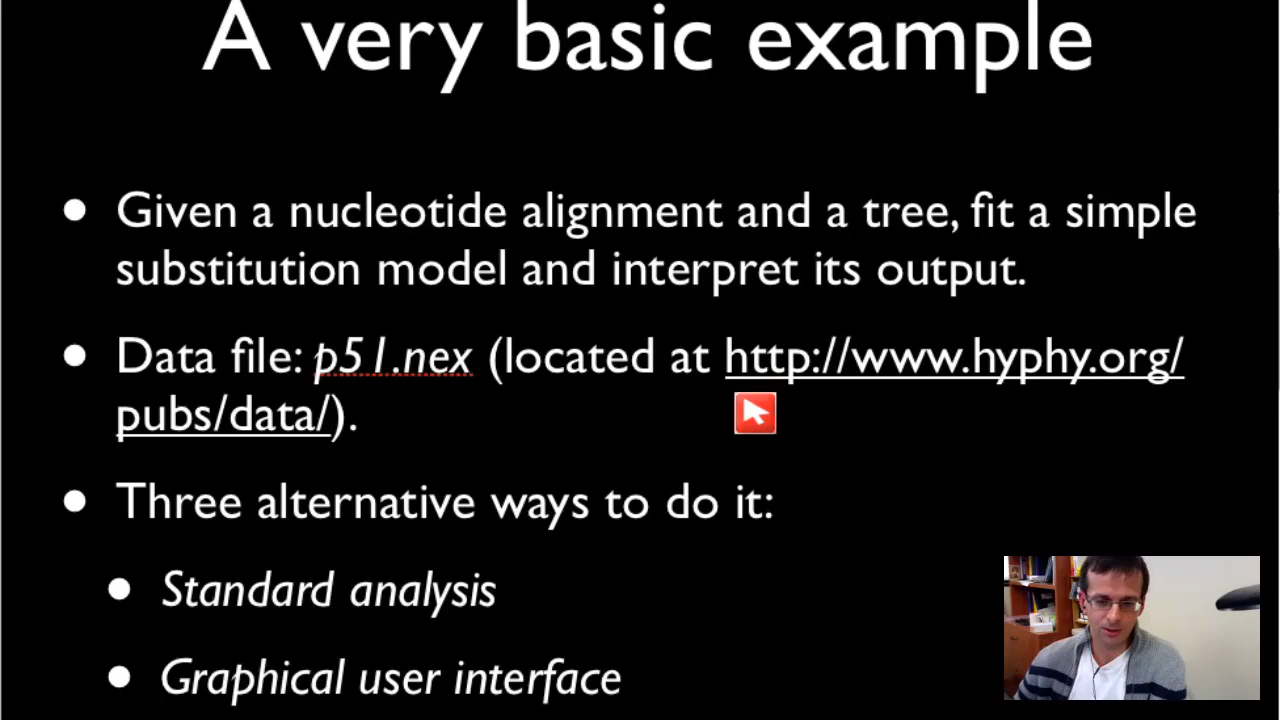 A very basic example
• Given a nucleotide alignment and a tree, fit a simple
substitution model and interpret its output.
• Data file: p51.nex (located at http://www.hyphy.org/
pubs/data/).
• Three alternative ways to do it:
• Standard analysis
• Graphical user interface